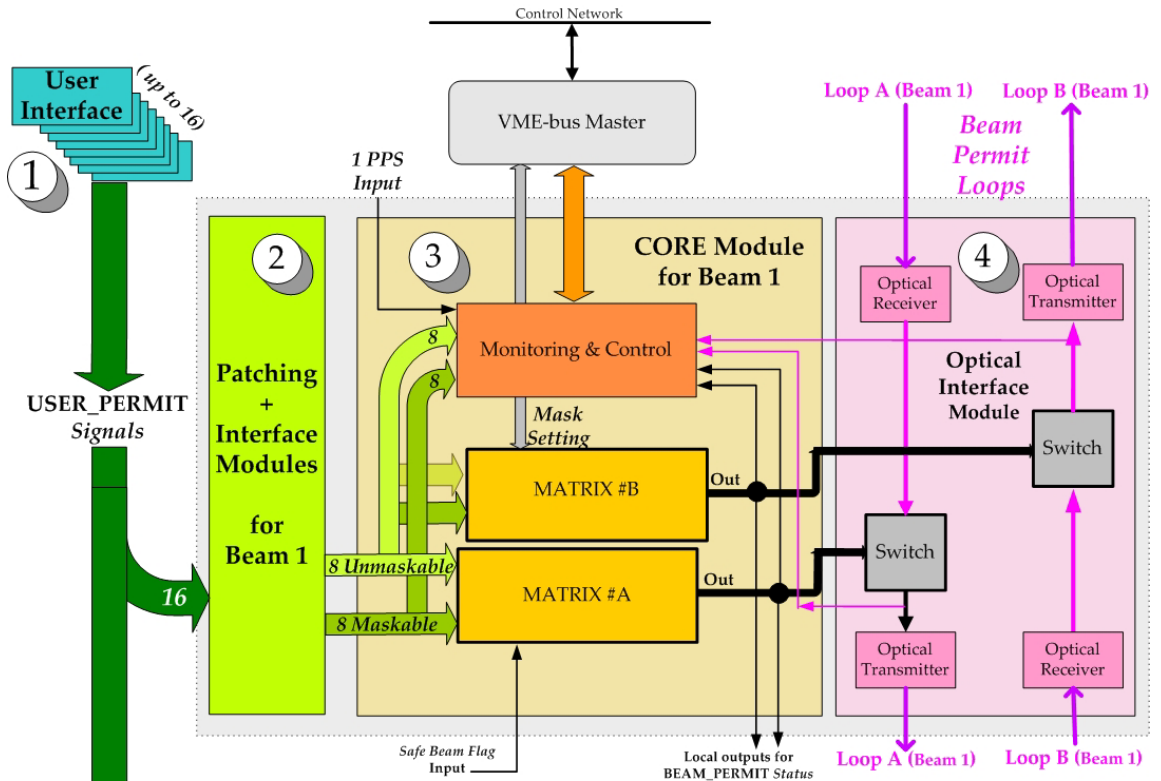 Control Network
User
Interface
( up to 16)
1
VME-bus Master
Loop A (Beam 1)
Loop B (Beam 1)
Beam
Permit
Loops
1 PPS
Input
2
3
CORE Module
for Beam 1
4
Optical
Receiver
Optical
Transmitter
8
8
Monitoring & Control
Optical
Interface
Module
Patching
+
Interface
Modules
for
Beam 1
USER_PERMIT
Signals
Mask
Setting
Switch
MATRIX #B
Out
Switch
8 Unmaskable
MATRIX #A
Out
16
8 Maskable
Optical
Transmitter
Optical
Receiver
Safe Beam Flag
Input
Local outputs for
BEAM_PERMIT Status
Loop A (Beam 1)
Loop B (Beam 1)